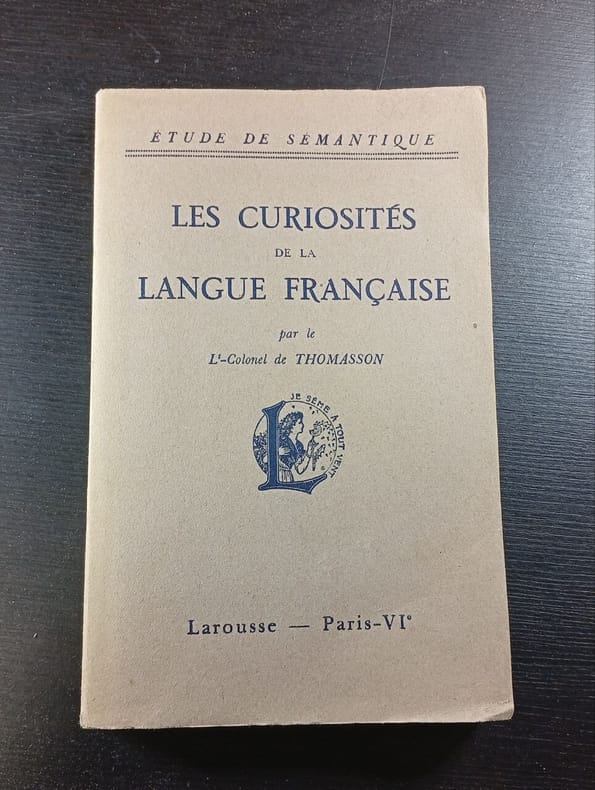 ÉTUDE DE SÉMANTIQUE
LES CURIOSITÉS
DE LA
LANGUE FRANÇAISE
par le
Lᵗ-Colonel de THOMASSON
JE SÈME À TOUT VENT
L
Larousse — Paris-VIᵉ